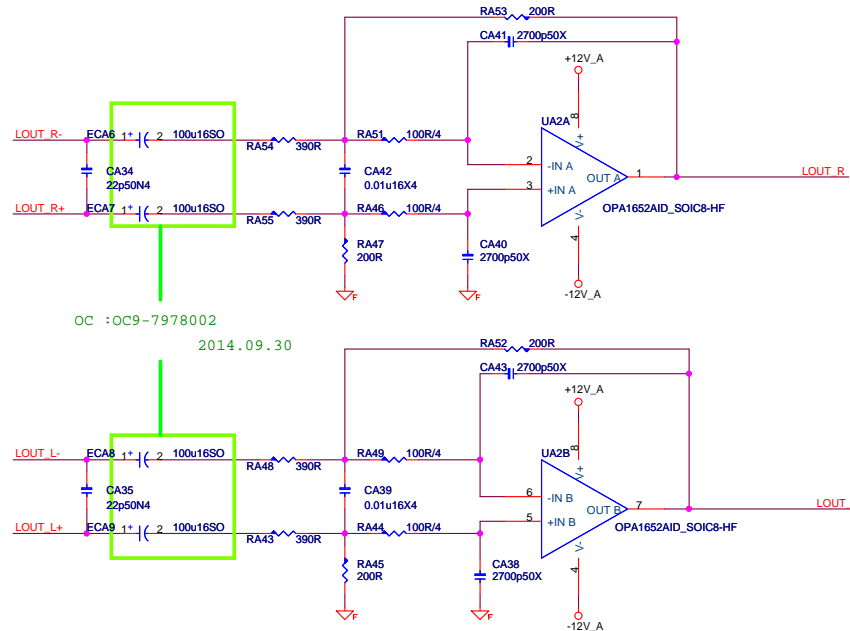 RA53 200R
CA41 2700p50X
+12V_A
UA2A
8
V+
LOUT_R- ECA6 1+ 2 100u16SO RA54 390R RA51 100R/4
2 -IN A
OUT A 1 LOUT_R
3 +IN A
CA34
22p50N4
CA42
0.01u16X4
LOUT_R+ ECA7 1+ 2 100u16SO RA55 390R RA46 100R/4
V-
4
OPA1652AID_SOIC8-HF
RA47
200R
CA40
2700p50X
F
F
-12V_A
OC :OC9-7978002
2014.09.30
RA52 200R
CA43 2700p50X
+12V_A
UA2B
8
V+
LOUT_L- ECA8 1+ 2 100u16SO RA48 390R RA49 100R/4
6 -IN B
OUT B 7 LOUT_
5 +IN B
CA35
22p50N4
CA39
0.01u16X4
LOUT_L+ ECA9 1+ 2 100u16SO RA43 390R RA44 100R/4
V-
4
OPA1652AID_SOIC8-HF
RA45
200R
CA38
2700p50X
F
F
-12V_A